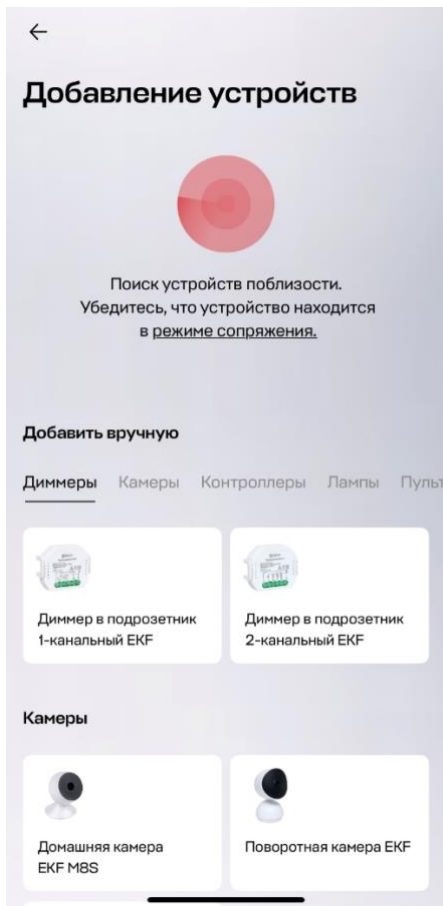 Добавление устройств
Поиск устройств поблизости.
Убедитесь, что устройство находится
в режиме сопряжения.
Добавить вручную
Диммеры Камеры Контроллеры Лампы Пульт
Диммер в подрозетник
1-канальный EKF
Диммер в подрозетник
2-канальный EKF
Камеры
Домашняя камера
EKF M8S
Поворотная камера EKF